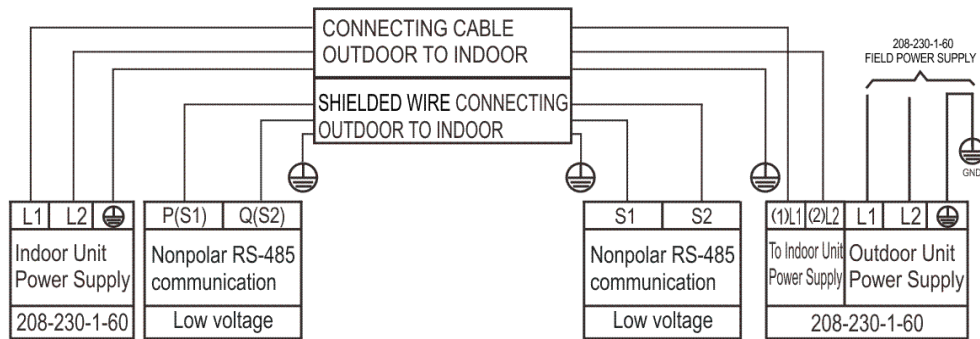 CONNECTING CABLE
OUTDOOR TO INDOOR
SHIELDED WIRE CONNECTING
OUTDOOR TO INDOOR
208-230-1-60
FIELD POWER SUPPLY
GND
L1 L2
Indoor Unit
Power Supply
208-230-1-60
P(S1) Q(S2)
Nonpolar RS-485
communication
Low voltage
S1 S2
Nonpolar RS-485
communication
Low voltage
(1)L1 (2)L2 L1 L2
To Indoor Unit
Power Supply
Outdoor Unit
Power Supply
208-230-1-60